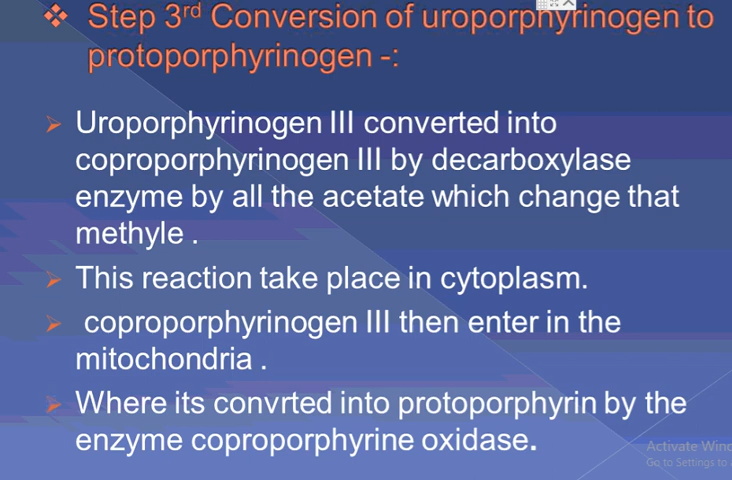 ❖ Step 3rd Conversion of uroporphyrinogen to
protoporphyrinogen -:
➢ Uroporphyrinogen III converted into
coproporphyrinogen III by decarboxylase
enzyme by all the acetate which change that
methyle .
➢ This reaction take place in cytoplasm.
➢ coproporphyrinogen III then enter in the
mitochondria .
➢ Where its convrted into protoporphyrin by the
enzyme coproporphyrine oxidase.
Activate Wind
Go to Settings to